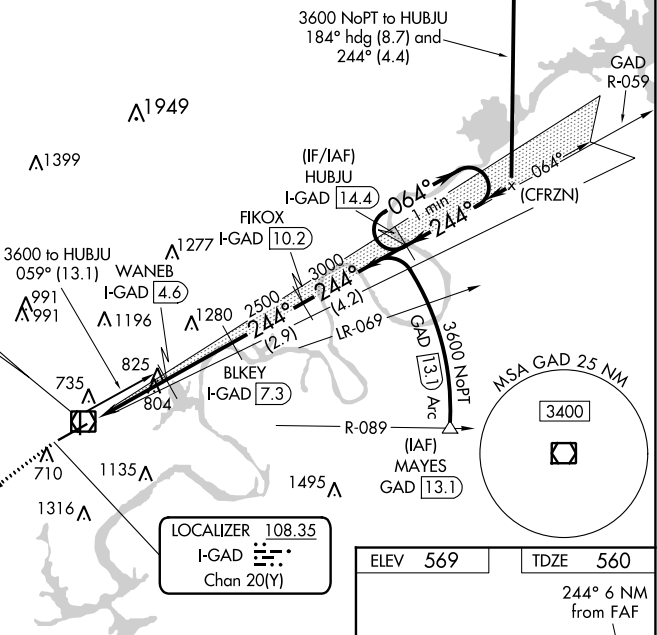 3600 NoPT to HUBJU
184° hdg (8.7) and
244° (4.4)
GAD
R-059
1949
1399
(IF/IAF)
HUBJU
I-GAD 14.4
064°
1 min
244°
064°
(CFRZN)
FIKOX
I-GAD 10.2
3600 to HUBJU
059° (13.1)
WANEB
I-GAD 4.6
1277
3000
2500
244°
244°
(4.2)
(2.9)
LR-069
991
991
1196
1280
BLKEY
I-GAD 7.3
GAD 13.1 Arc
3600 NoPT
825
804
735
MSA GAD 25 NM
3400
R-089
(IAF)
MAYES
GAD 13.1
710
1135
1495
1316
LOCALIZER 108.35
I-GAD
Chan 20(Y)
ELEV 569
TDZE 560
244° 6 NM
from FAF